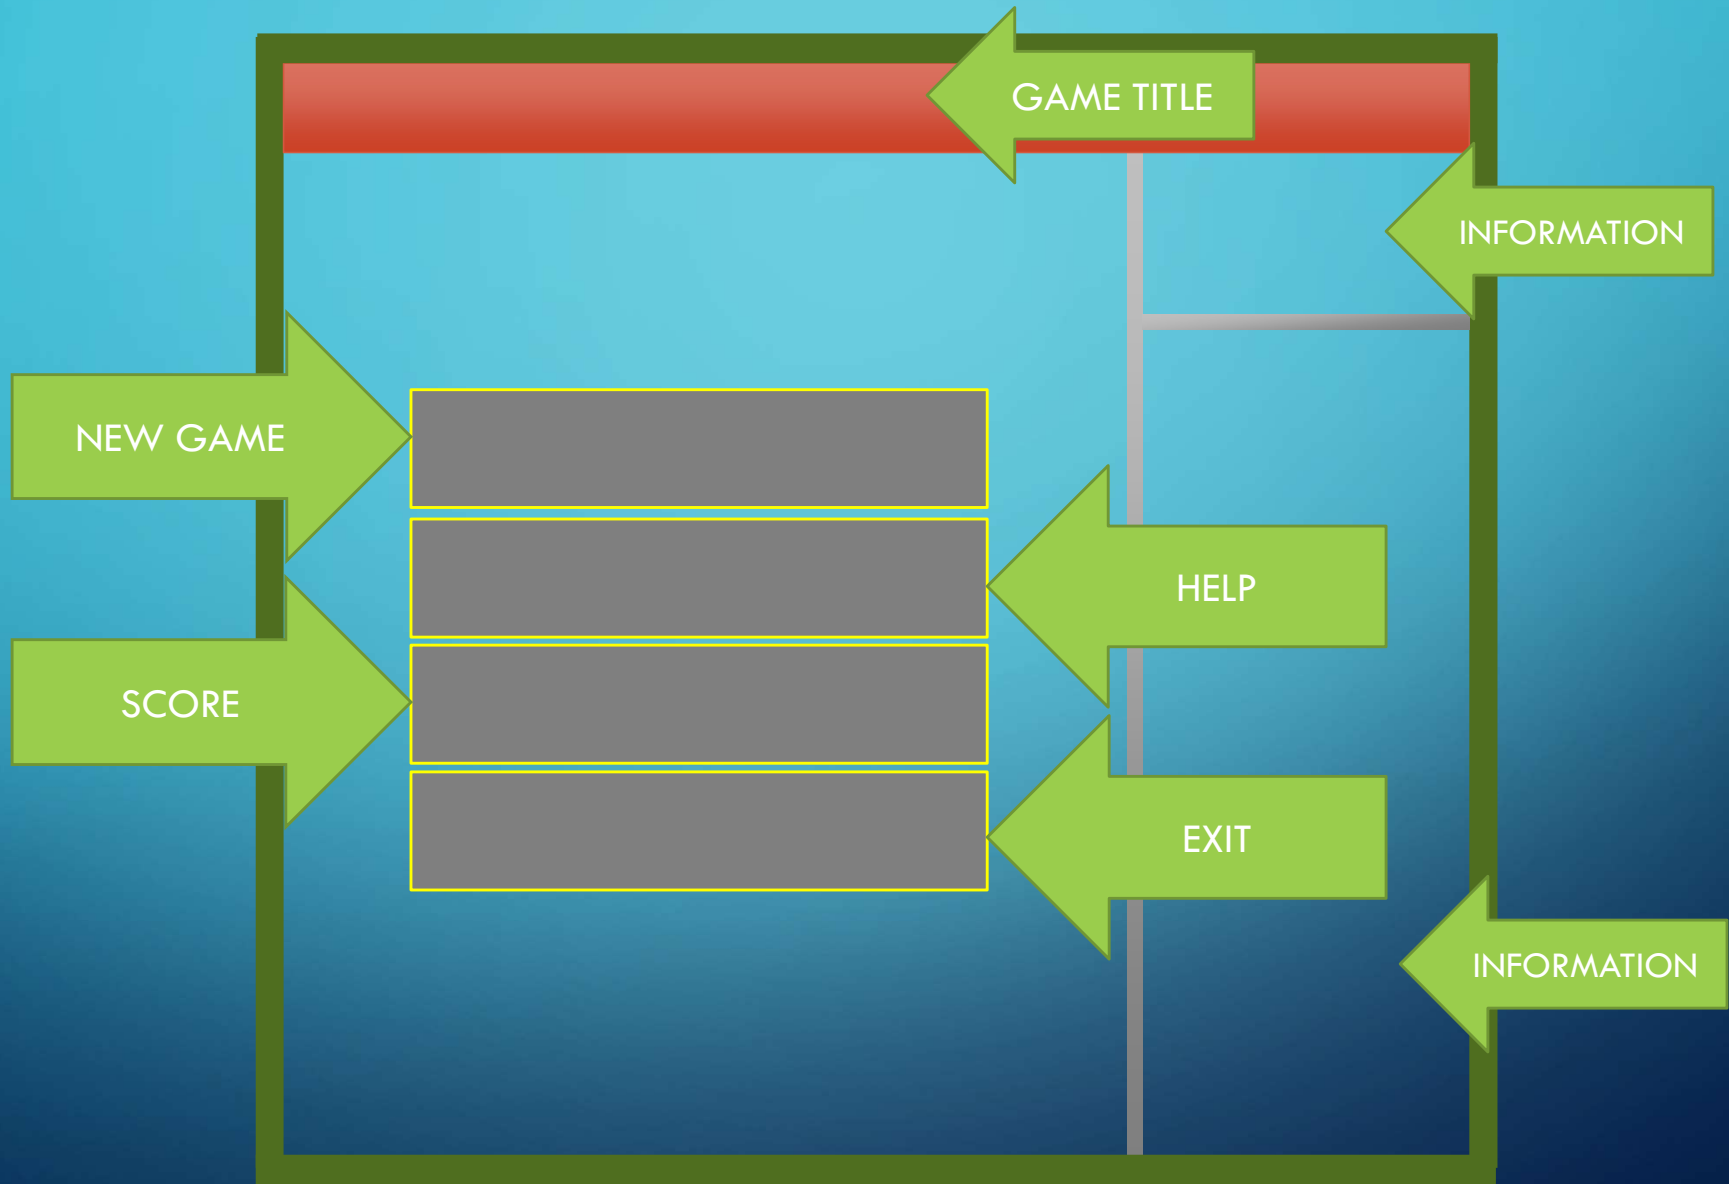 GAME TITLE
INFORMATION
NEW GAME
HELP
SCORE
EXIT
INFORMATION